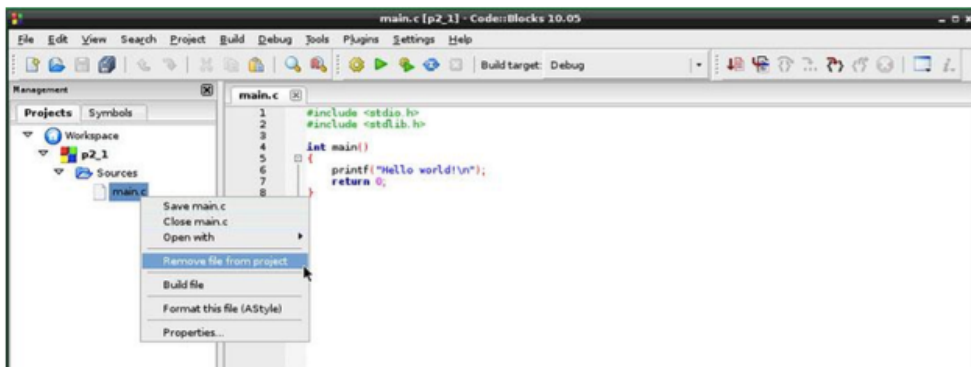 main.c [p2_1] - Code::Blocks 10.05
File Edit View Search Project Build Debug Tools Plugins Settings Help
Build target: Debug
Management
Projects Symbols
Workspace
p2_1
Sources
main.c
main.c
1 #include <stdio.h>
2 #include <stdlib.h>
3
4 int main()
5 {
6 printf("Hello world!\n");
7 return 0;
8 }
Save main.c
Close main.c
Open with
Remove file from project
Build file
Format this file (AStyle)
Properties...